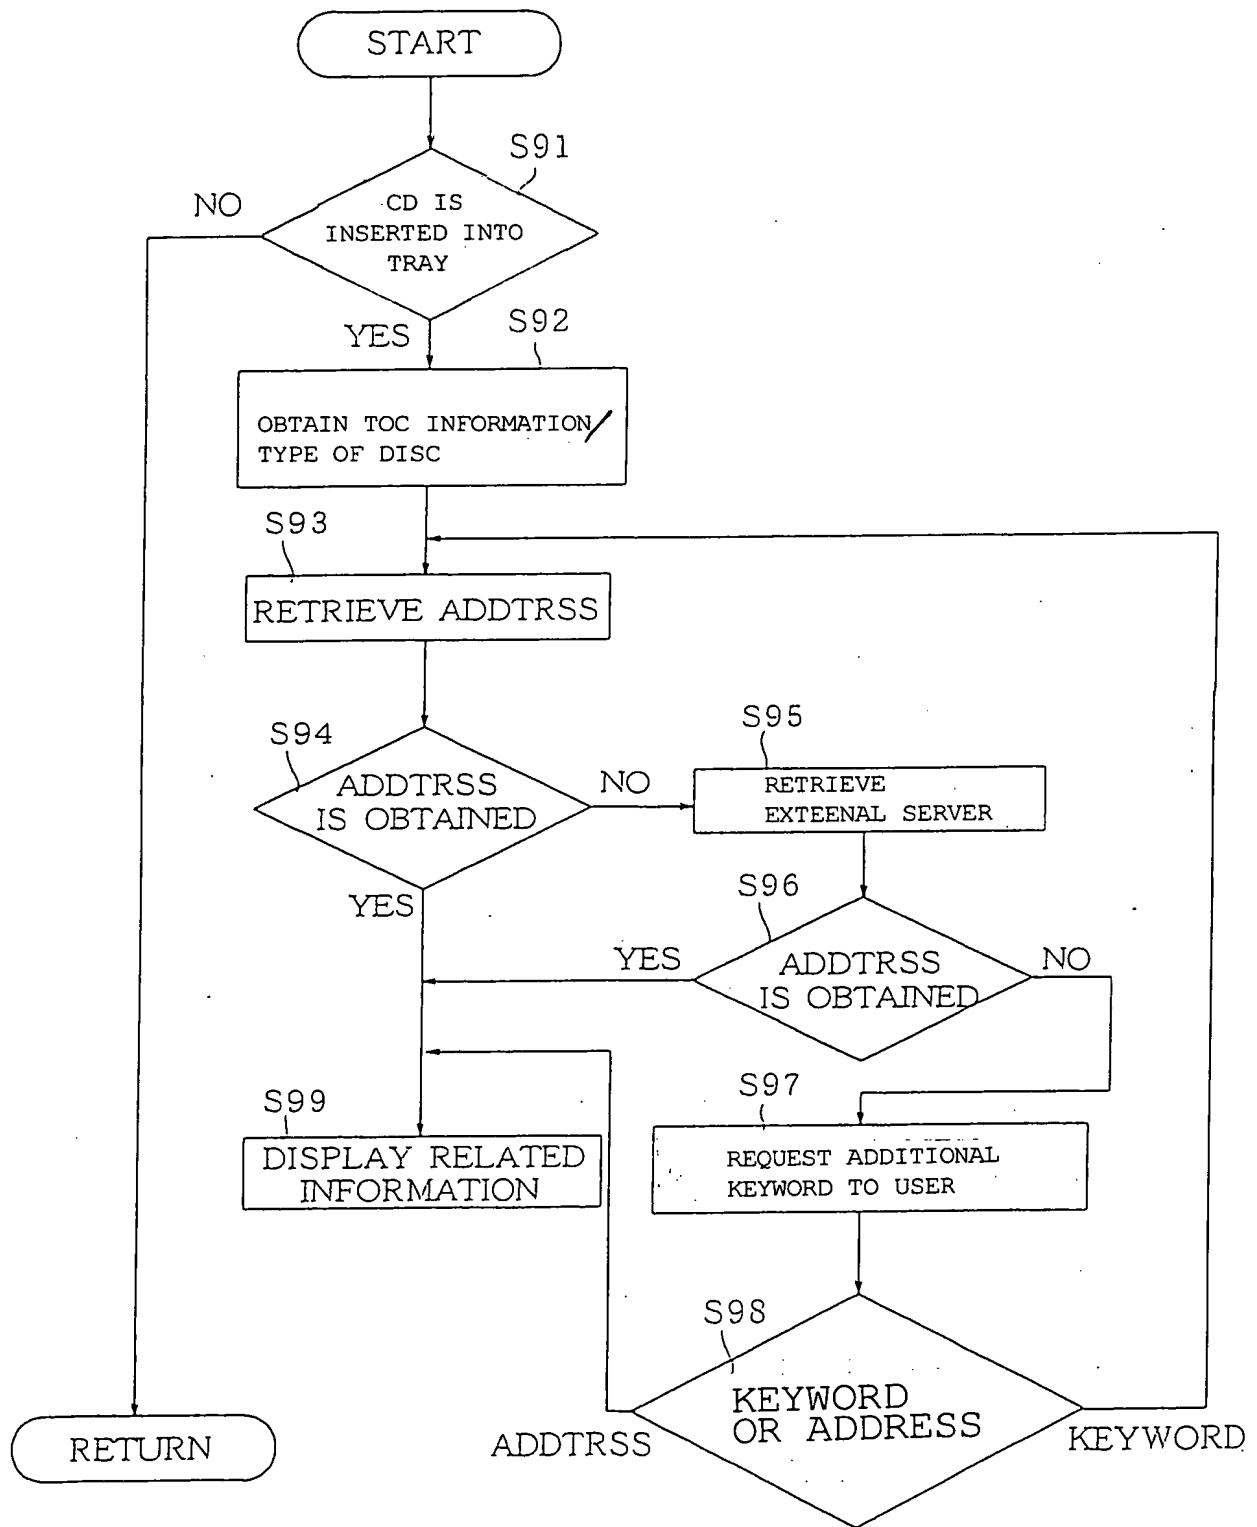 START
S91
NO
CD IS
INSERTED INTO
TRAY
YES
S92
OBTAIN TOC INFORMATION/
TYPE OF DISC
S93
RETRIEVE ADDTRSS
S94
ADDTRSS
IS OBTAINED
NO
S95
RETRIEVE
EXTEENAL SERVER
YES
S96
ADDTRSS
IS OBTAINED
YES
NO
S97
REQUEST ADDITIONAL
KEYWORD TO USER
S99
DISPLAY RELATED
INFORMATION
S98
KEYWORD
OR ADDRESS
ADDTRSS
KEYWORD
RETURN